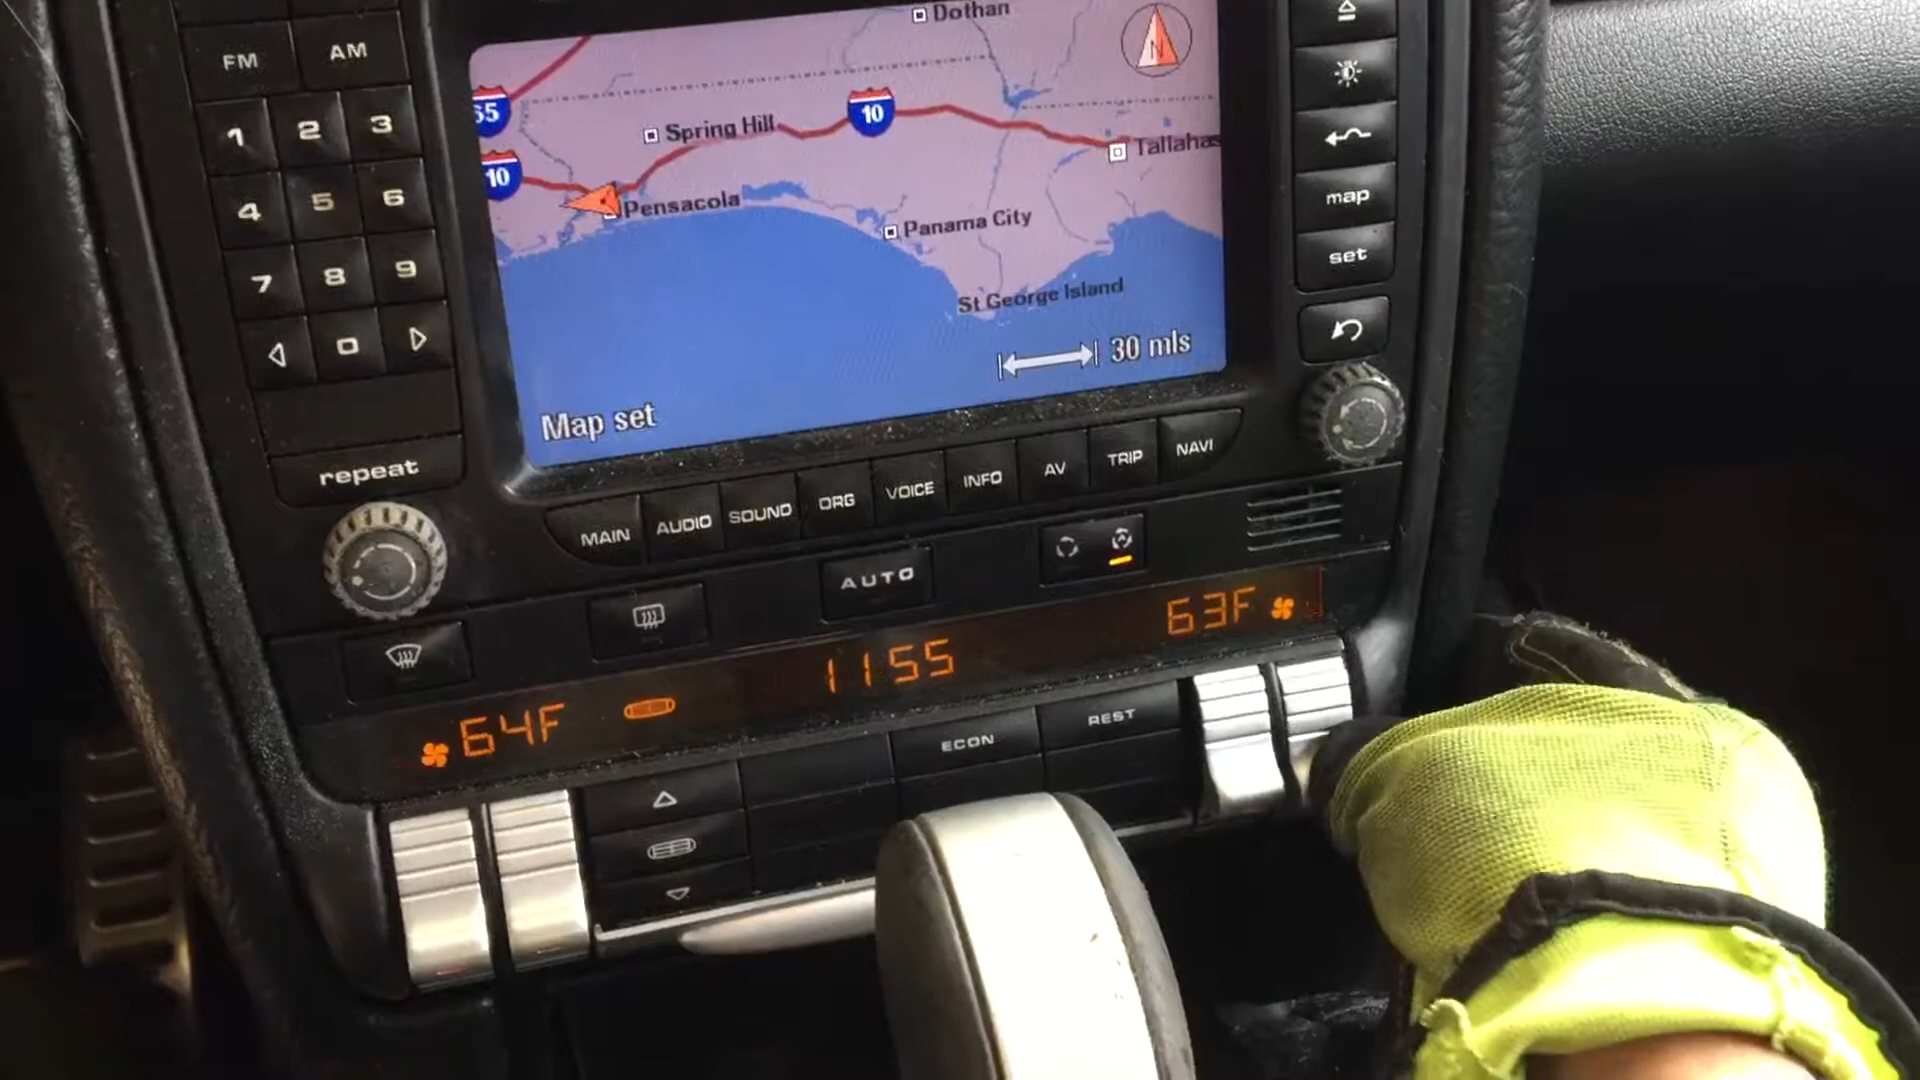 FM
AM
1
2
3
4
5
6
7
8
9
0
repeat
Dothan
N
65
10
Spring Hill
10
Tallahas
Pensacola
Panama City
St George Island
30 mls
Map set
map
set
MAIN
AUDIO
SOUND
ORG
VOICE
INFO
AV
TRIP
NAVI
AUTO
64F
1155
63F
ECON
REST